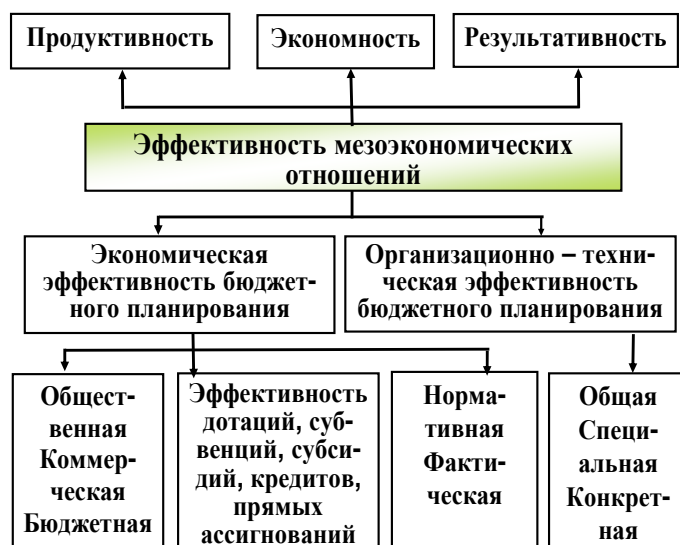 Продуктивность
Экономность
Результативность
Эффективность мезоэкономических
отношений
Экономическая
эффективность бюджет-
ного планирования
Организационно – техни-
ческая эффективность
бюджетного планирования
Общест-
венная
Коммер-
ческая
Бюджетная
Эффективность
дотаций, суб-
венций, субси-
дий, кредитов,
прямых
ассигнований
Нор-
мативная
Факти-
ческая
Общая
Специ-
альная
Конкрет-
ная